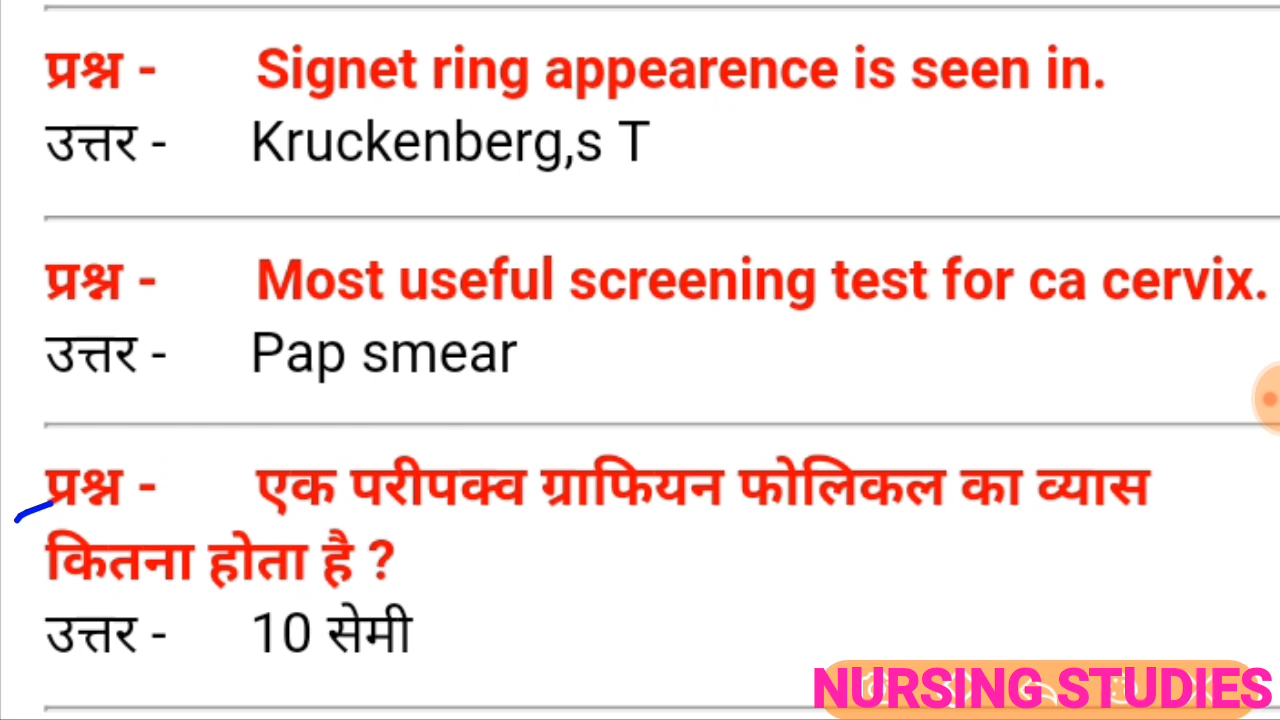 प्रश्न - Signet ring appearence is seen in.
उत्तर - Kruckenberg,s T
प्रश्न - Most useful screening test for ca cervix.
उत्तर - Pap smear
प्रश्न - एक परीपक्व ग्राफियन फोलिकल का व्यास
कितना होता है ?
उत्तर - 10 सेमी
NURSING STUDIES